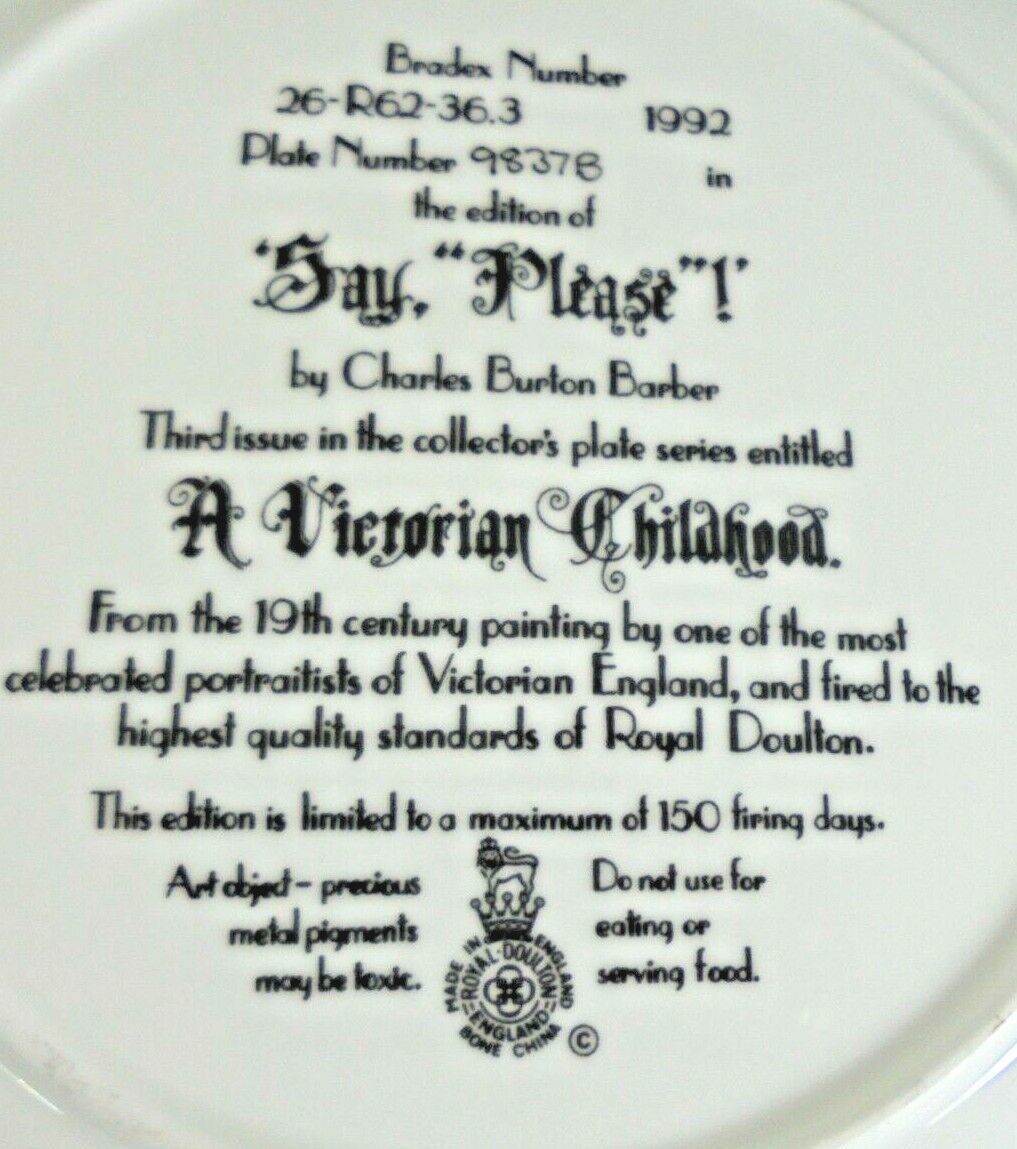 Bradex Number
26-R62-36.3 1992
Plate Number 9837B in
the edition of
'Say, "Please"!'
by Charles Burton Barber
Third issue in the collector's plate series entitled
A Victorian Childhood.
From the 19th century painting by one of the most
celebrated portraitists of Victorian England, and fired to the
highest quality standards of Royal Doulton.
This edition is limited to a maximum of 150 firing days.
Art object – precious
metal pigments
may be toxic.
Do not use for
eating or
serving food.
MADE IN ENGLAND
ROYAL·DOULTON
ENGLAND
BONE CHINA
©